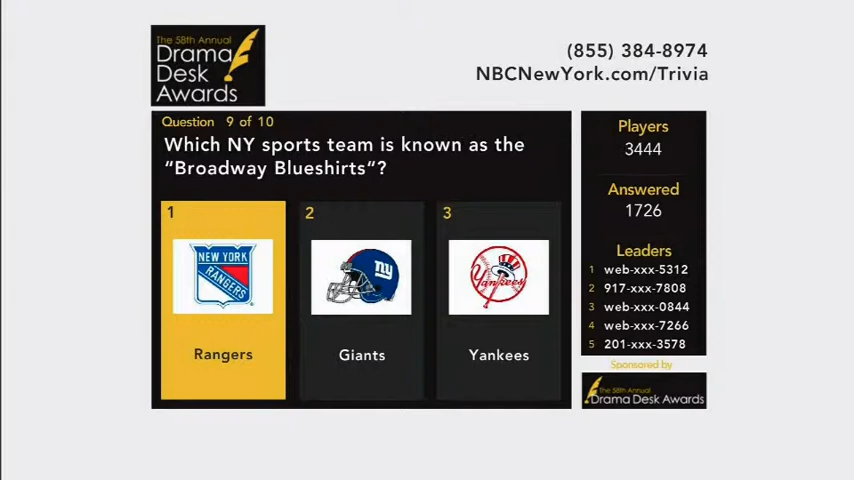 The 58th Annual
Drama
Desk
Awards
(855) 384-8974
NBCNewYork.com/Trivia
Question 9 of 10
Which NY sports team is known as the
“Broadway Blueshirts“?
1
NEW YORK
RANGERS
Rangers
2
ny
Giants
3
Yankees
Yankees
Players
3444
Answered
1726
Leaders
1 web-xxx-5312
2 917-xxx-7808
3 web-xxx-0844
4 web-xxx-7266
5 201-xxx-3578
Sponsored by
The 58th Annual
Drama Desk Awards